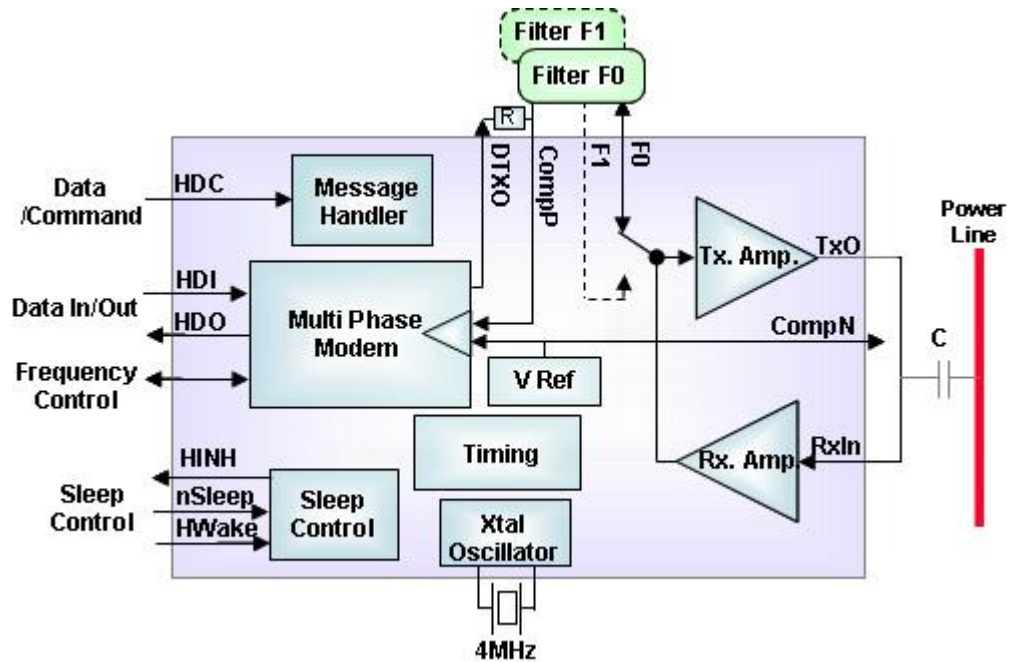 Filter F1
Filter F0
R
DTXO
CompP
F1
F0
Data
/Command
HDC
Message
Handler
Power
Line
Tx. Amp.
TxO
Data In/Out
HDI
HDO
Multi Phase
Modem
CompN
C
V Ref
Frequency
Control
Timing
Rx. Amp.
RxIn
HINH
Sleep
Control
nSleep
HWake
Sleep
Control
Xtal
Oscillator
4MHz